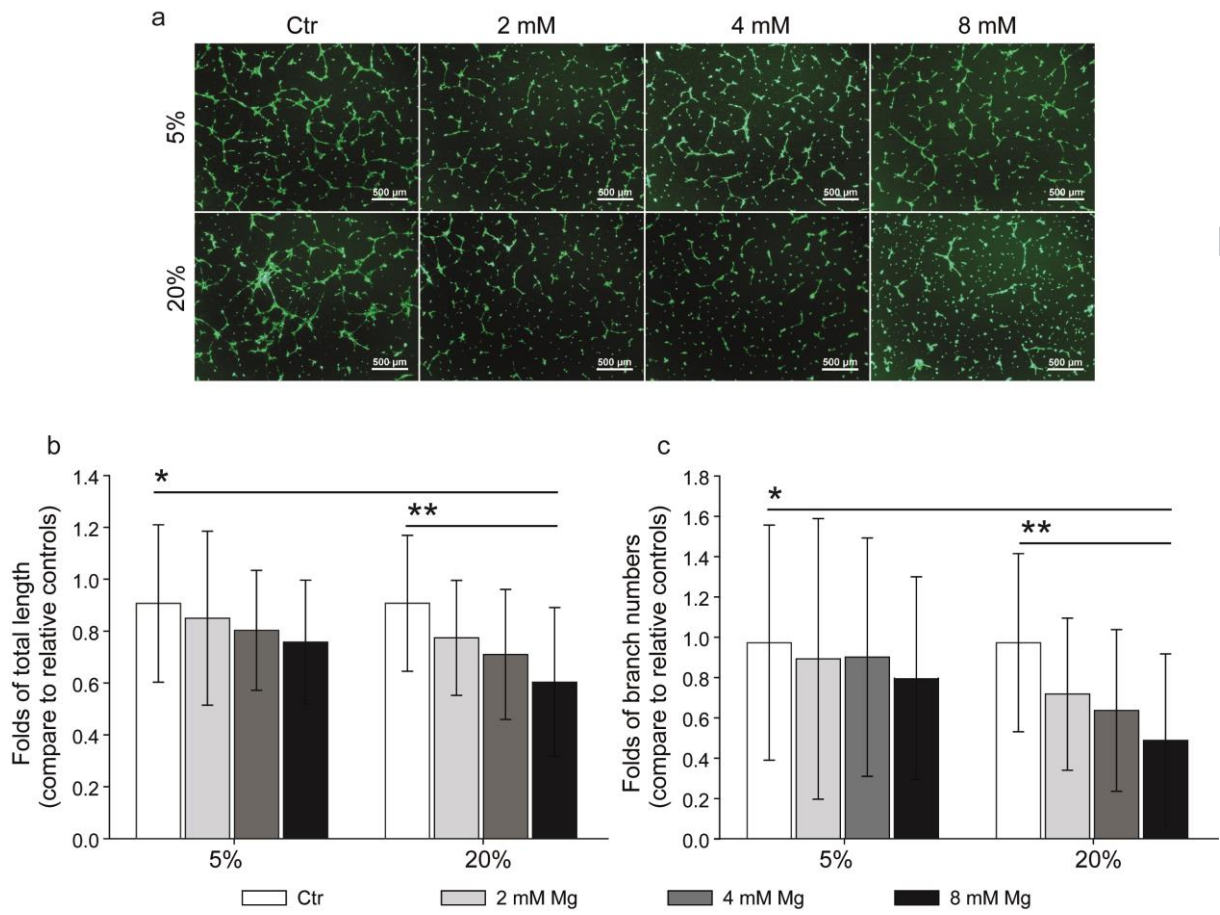 a
Ctr 2 mM 4 mM 8 mM
5%
500 µm 500 µm 500 µm 500 µm
20%
500 µm 500 µm 500 µm 500 µm
b
Folds of total length
(compare to relative controls)
1.4
1.2
1.0
0.8
0.6
0.4
0.2
0.0
*
**
5% 20%
c
Folds of branch numbers
(compare to relative controls)
1.8
1.6
1.4
1.2
1.0
0.8
0.6
0.4
0.2
0.0
*
**
5% 20%
Ctr 2 mM Mg 4 mM Mg 8 mM Mg